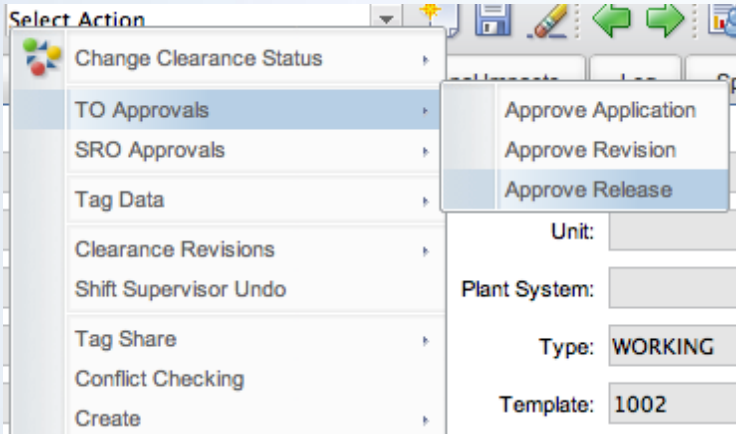 Select Action
Change Clearance Status
TO Approvals
Approve Application
SRO Approvals
Approve Revision
Approve Release
Tag Data
Unit:
Clearance Revisions
Shift Supervisor Undo
Plant System:
Tag Share
Type: WORKING
Conflict Checking
Template: 1002
Create